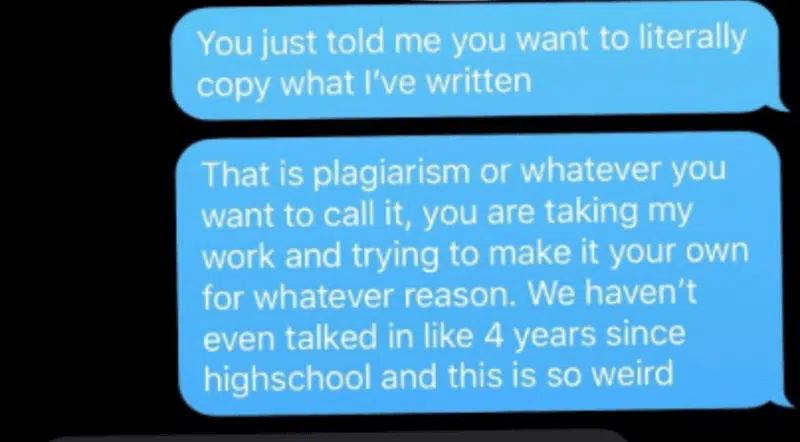 You just told me you want to literally
copy what I've written
That is plagiarism or whatever you
want to call it, you are taking my
work and trying to make it your own
for whatever reason. We haven't
even talked in like 4 years since
highschool and this is so weird